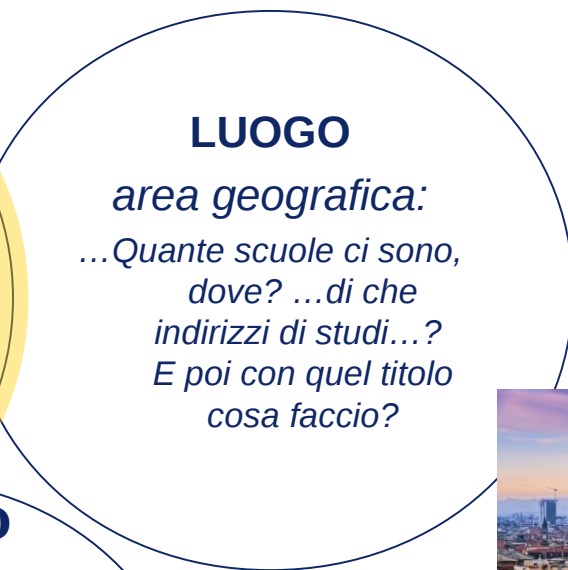 LUOGO
area geografica:
…Quante scuole ci sono,
dove? …di che
indirizzi di studi…?
E poi con quel titolo
cosa faccio?